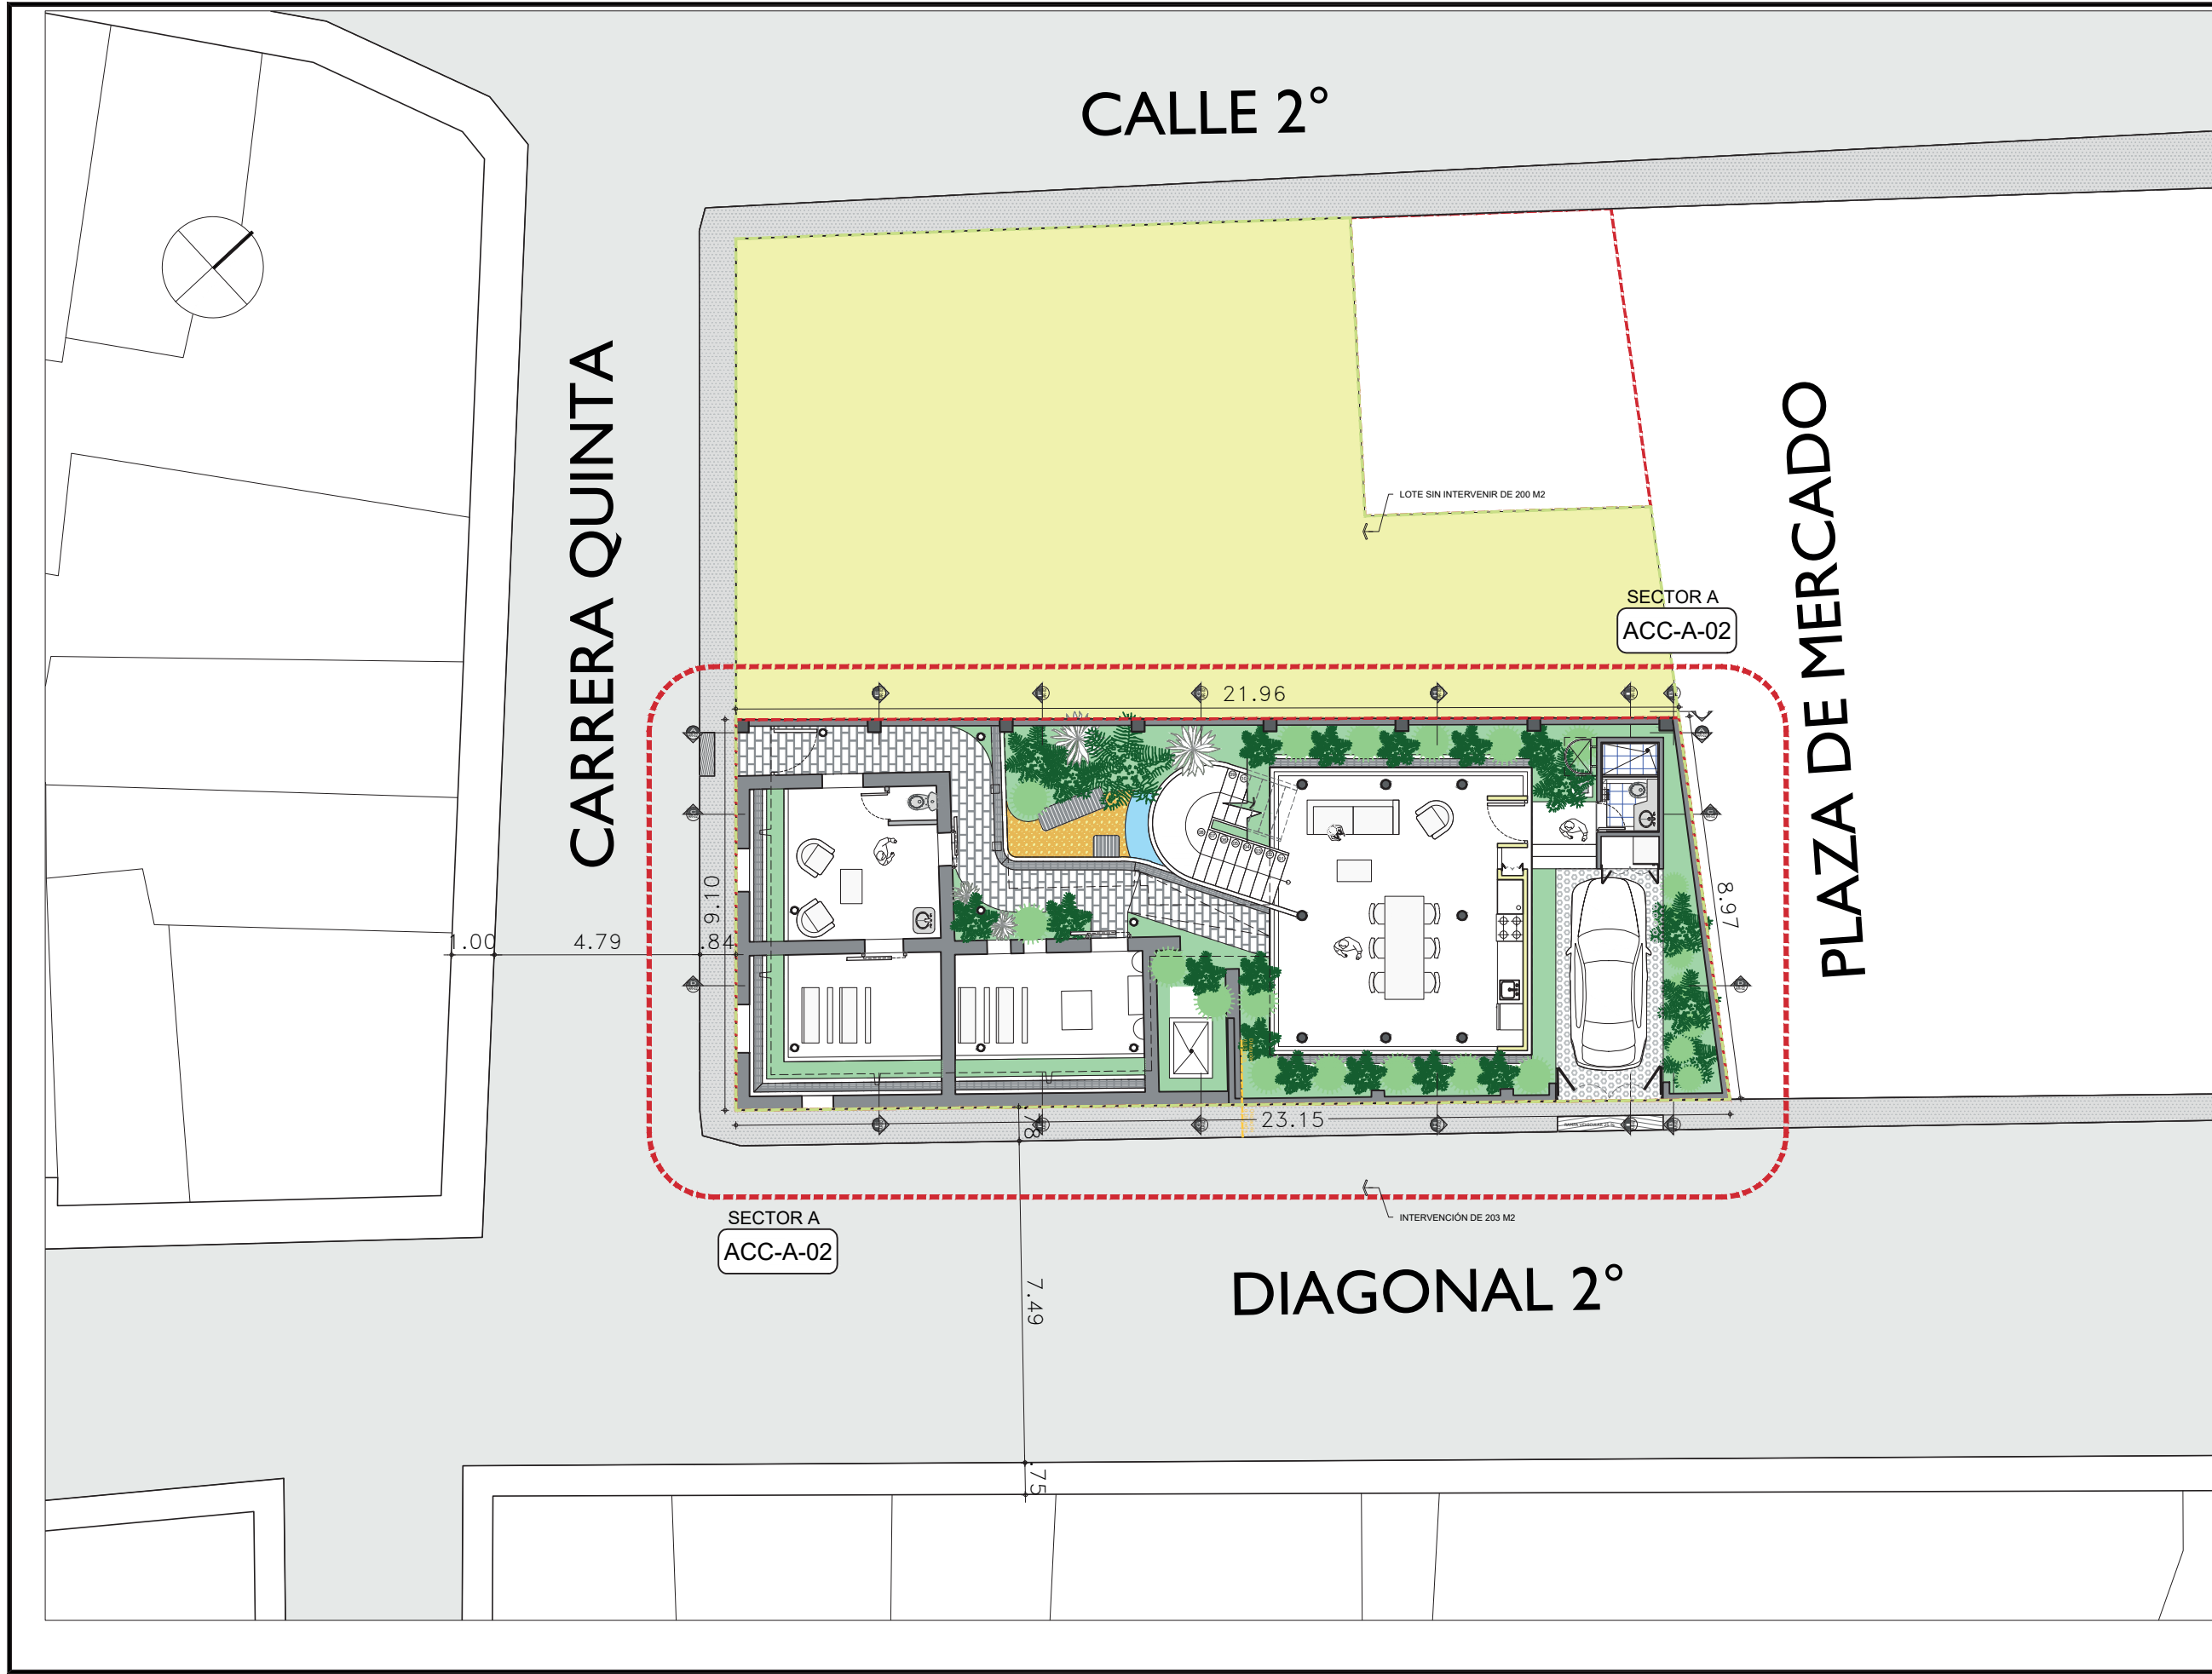 CALLE 2°
CARRERA QUINTA
LOTE SIN INTERVENIR DE 200 M2
PLAZA DE MERCADO
SECTOR A
ACC-A-02
21.96
9.10
8.97
1.00
4.79
.84
23.15
.78
SECTOR A
ACC-A-02
INTERVENCIÓN DE 203 M2
DIAGONAL 2°
7.49
.75